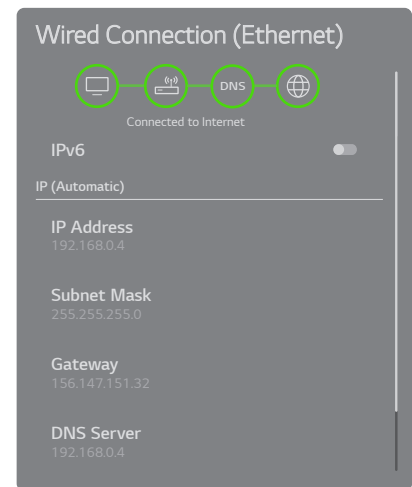 Wired Connection (Ethernet)
DNS
Connected to Internet
IPv6
IP (Automatic)
IP Address
192.168.0.4
Subnet Mask
255.255.255.0
Gateway
156.147.151.32
DNS Server
192.168.0.4